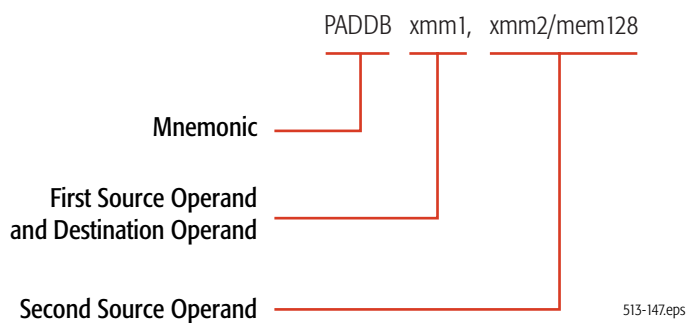 PADDB xmm1, xmm2/mem128
Mnemonic
First Source Operand
and Destination Operand
Second Source Operand
513-147.eps